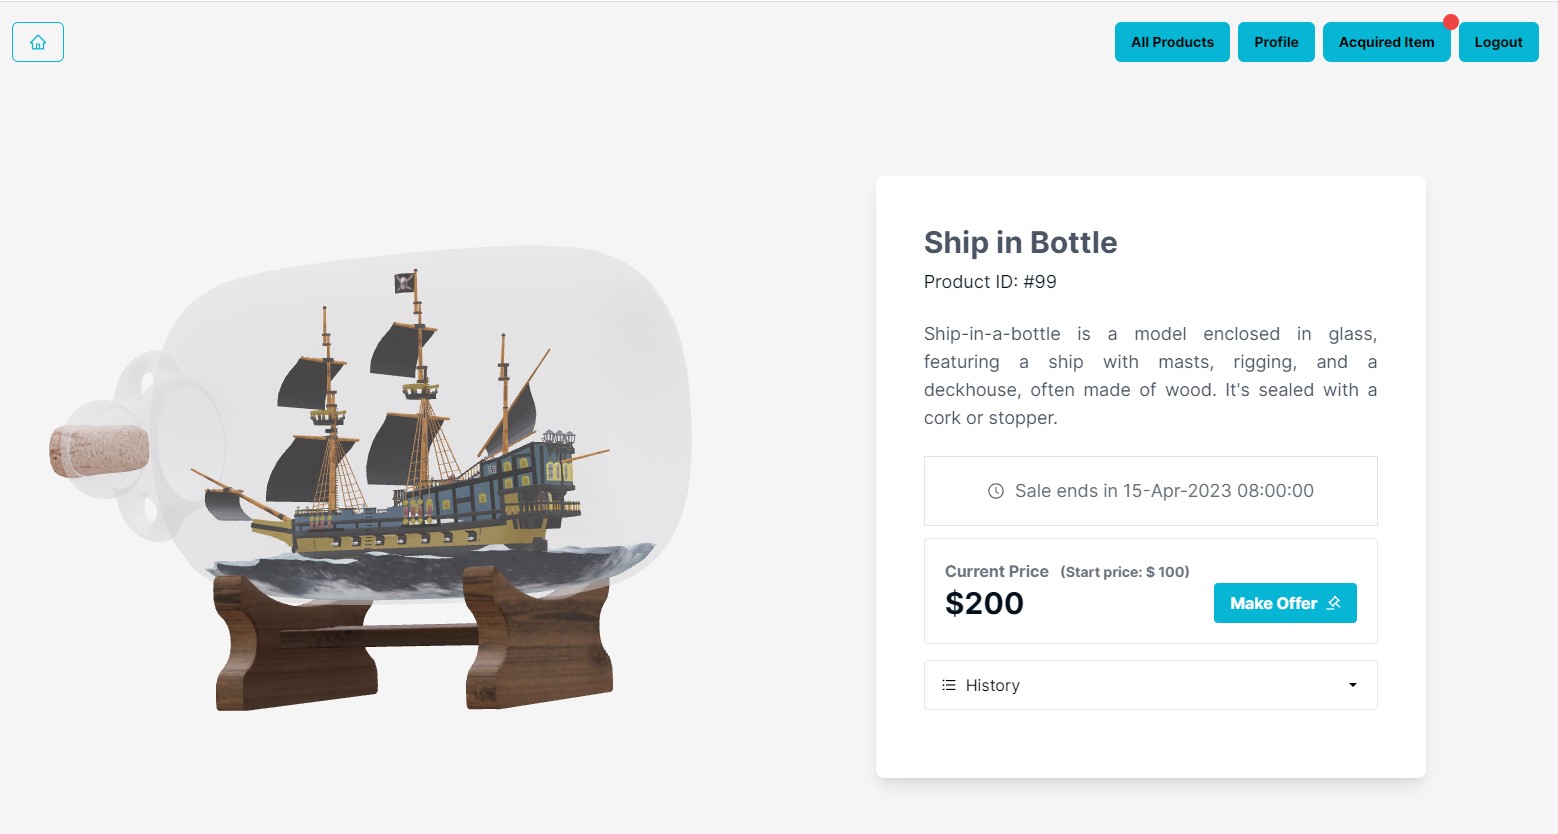 All Products
Profile
Acquired Item
Logout
Ship in Bottle
Product ID: #99
Ship-in-a-bottle is a model enclosed in glass,
featuring a ship with masts, rigging, and a
deckhouse, often made of wood. It's sealed with a
cork or stopper.
Sale ends in 15-Apr-2023 08:00:00
Current Price (Start price: $ 100)
$200
Make Offer
History